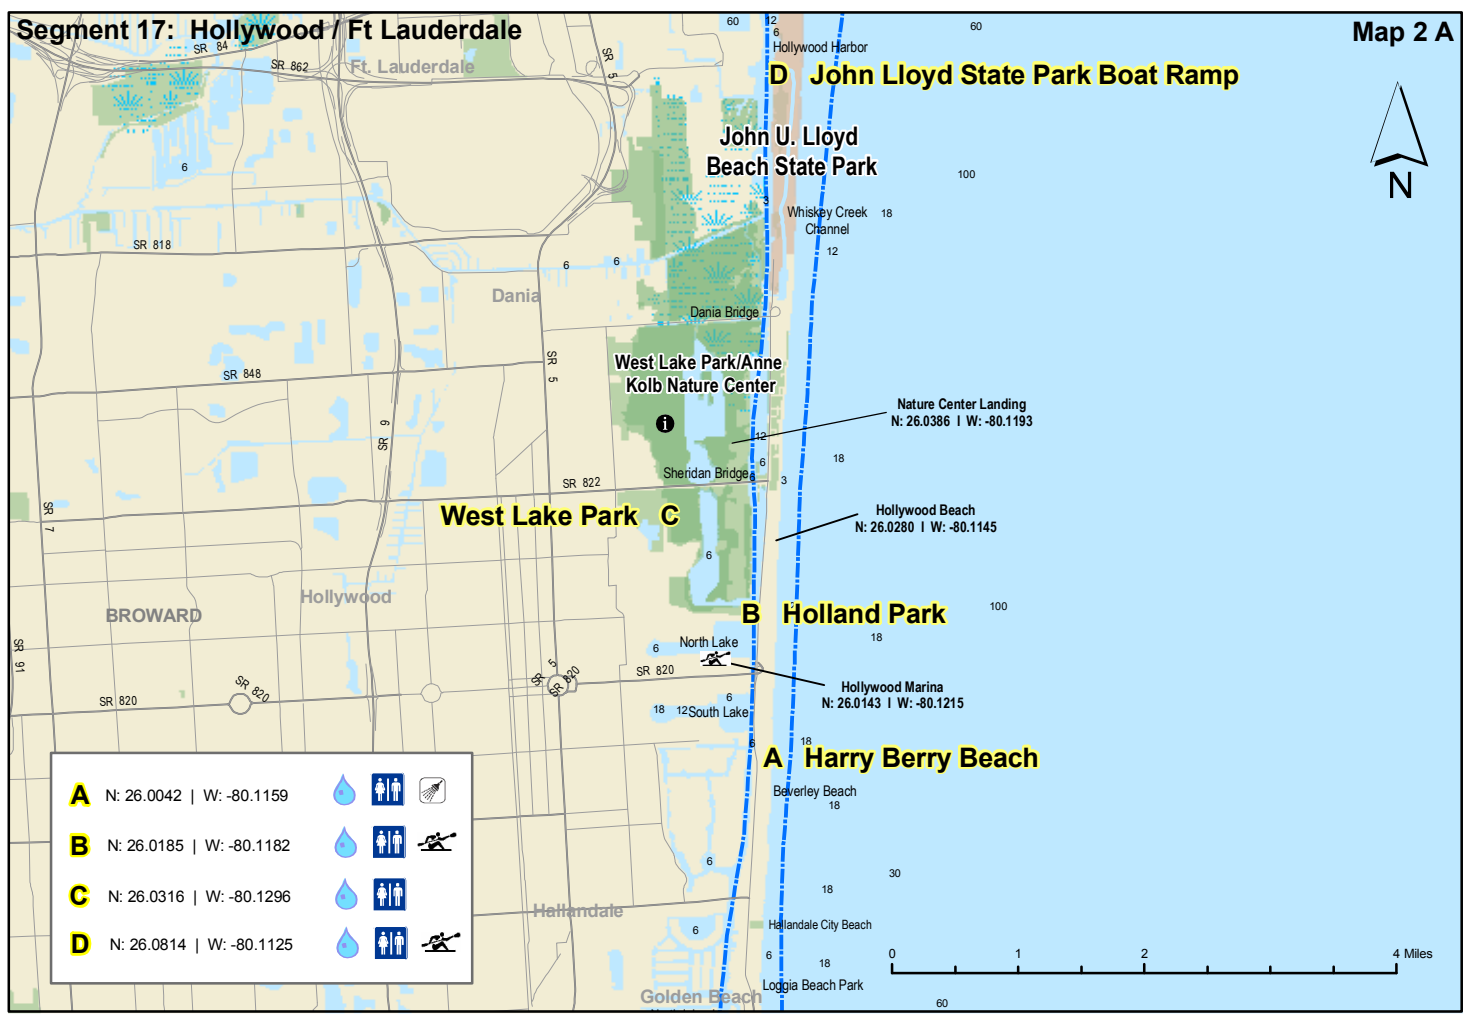 Segment 17: Hollywood / Ft Lauderdale
Map 2 A
SR 84
SR 862
Ft. Lauderdale
SR 5
60
12
6
60
Hollywood Harbor
D John Lloyd State Park Boat Ramp
John U. Lloyd
Beach State Park
N
6
100
3
Whiskey Creek
Channel
18
12
SR 818
6
6
Dania
Dania Bridge
SR 5
SR 848
West Lake Park/Anne
Kolb Nature Center
i
Nature Center Landing
N: 26.0386 | W: -80.1193
SR 9
12
6
18
Sheridan Bridge
6
3
SR 822
SR 7
West Lake Park C
Hollywood Beach
N: 26.0280 | W: -80.1145
6
Hollywood
BROWARD
B Holland Park
100
18
North Lake
6
SR 91
SR 5
SR 820
SR 820
SR 820
SR 820
Hollywood Marina
N: 26.0143 | W: -80.1215
6
18
12
South Lake
6
18
A Harry Berry Beach
Beverley Beach
18
A N: 26.0042 | W: -80.1159
B N: 26.0185 | W: -80.1182
C N: 26.0316 | W: -80.1296
D N: 26.0814 | W: -80.1125
6
30
18
Hallandale
Hallandale City Beach
6
6
18
0 1 2 4 Miles
Loggia Beach Park
Golden Beach
60